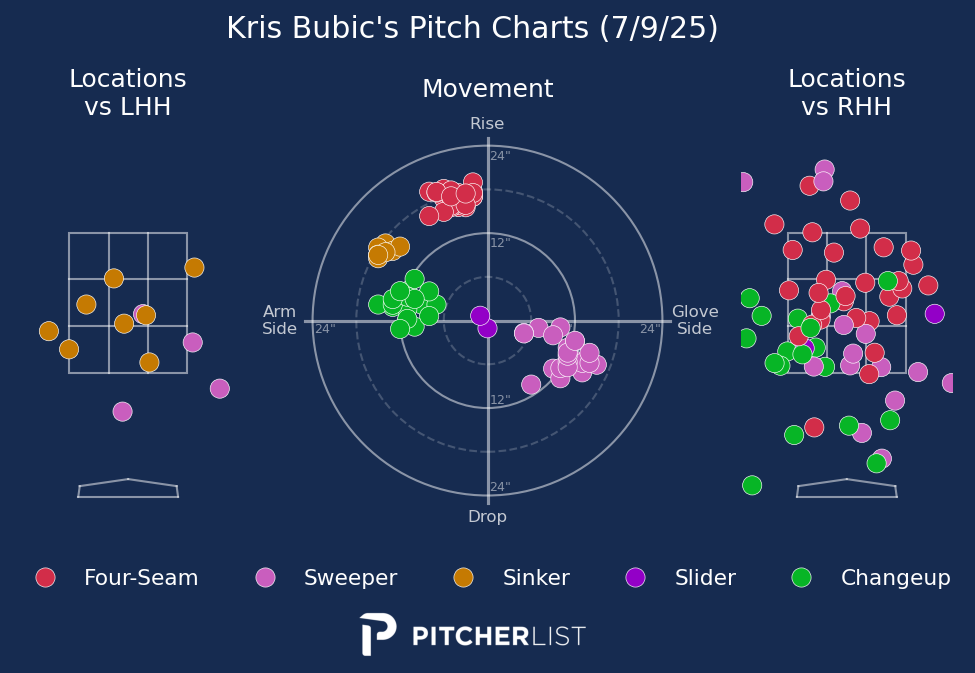 Kris Bubic's Pitch Charts (7/9/25)
Locations
vs LHH
Movement
Locations
vs RHH
Rise
24"
12"
Arm
Side
24"
24"
Glove
Side
12"
24"
Drop
Four-Seam
Sweeper
Sinker
Slider
Changeup
PITCHERLIST